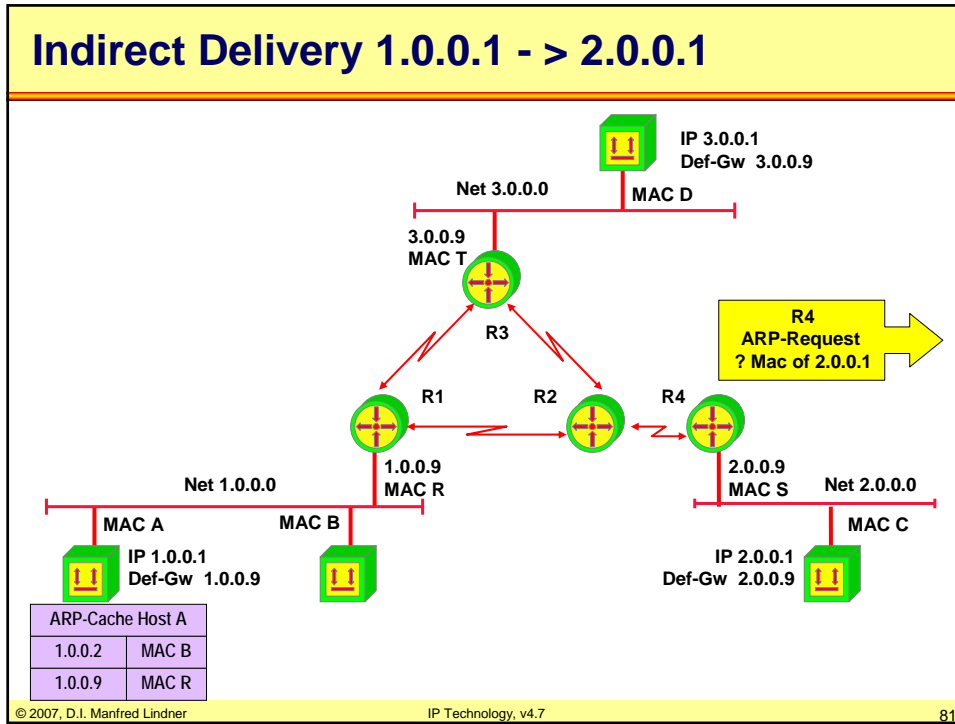 Indirect Delivery 1.0.0.1 - > 2.0.0.1
IP 3.0.0.1
Def-Gw 3.0.0.9
Net 3.0.0.0
MAC D
3.0.0.9
MAC T
R3
R4
ARP-Request
? Mac of 2.0.0.1
R1
R2
R4
1.0.0.9
MAC R
2.0.0.9
MAC S
Net 1.0.0.0
Net 2.0.0.0
MAC A
MAC B
MAC C
IP 1.0.0.1
Def-Gw 1.0.0.9
IP 2.0.0.1
Def-Gw 2.0.0.9
ARP-Cache Host A
1.0.0.2 MAC B
1.0.0.9 MAC R
© 2007, D.I. Manfred Lindner IP Technology, v4.7 81